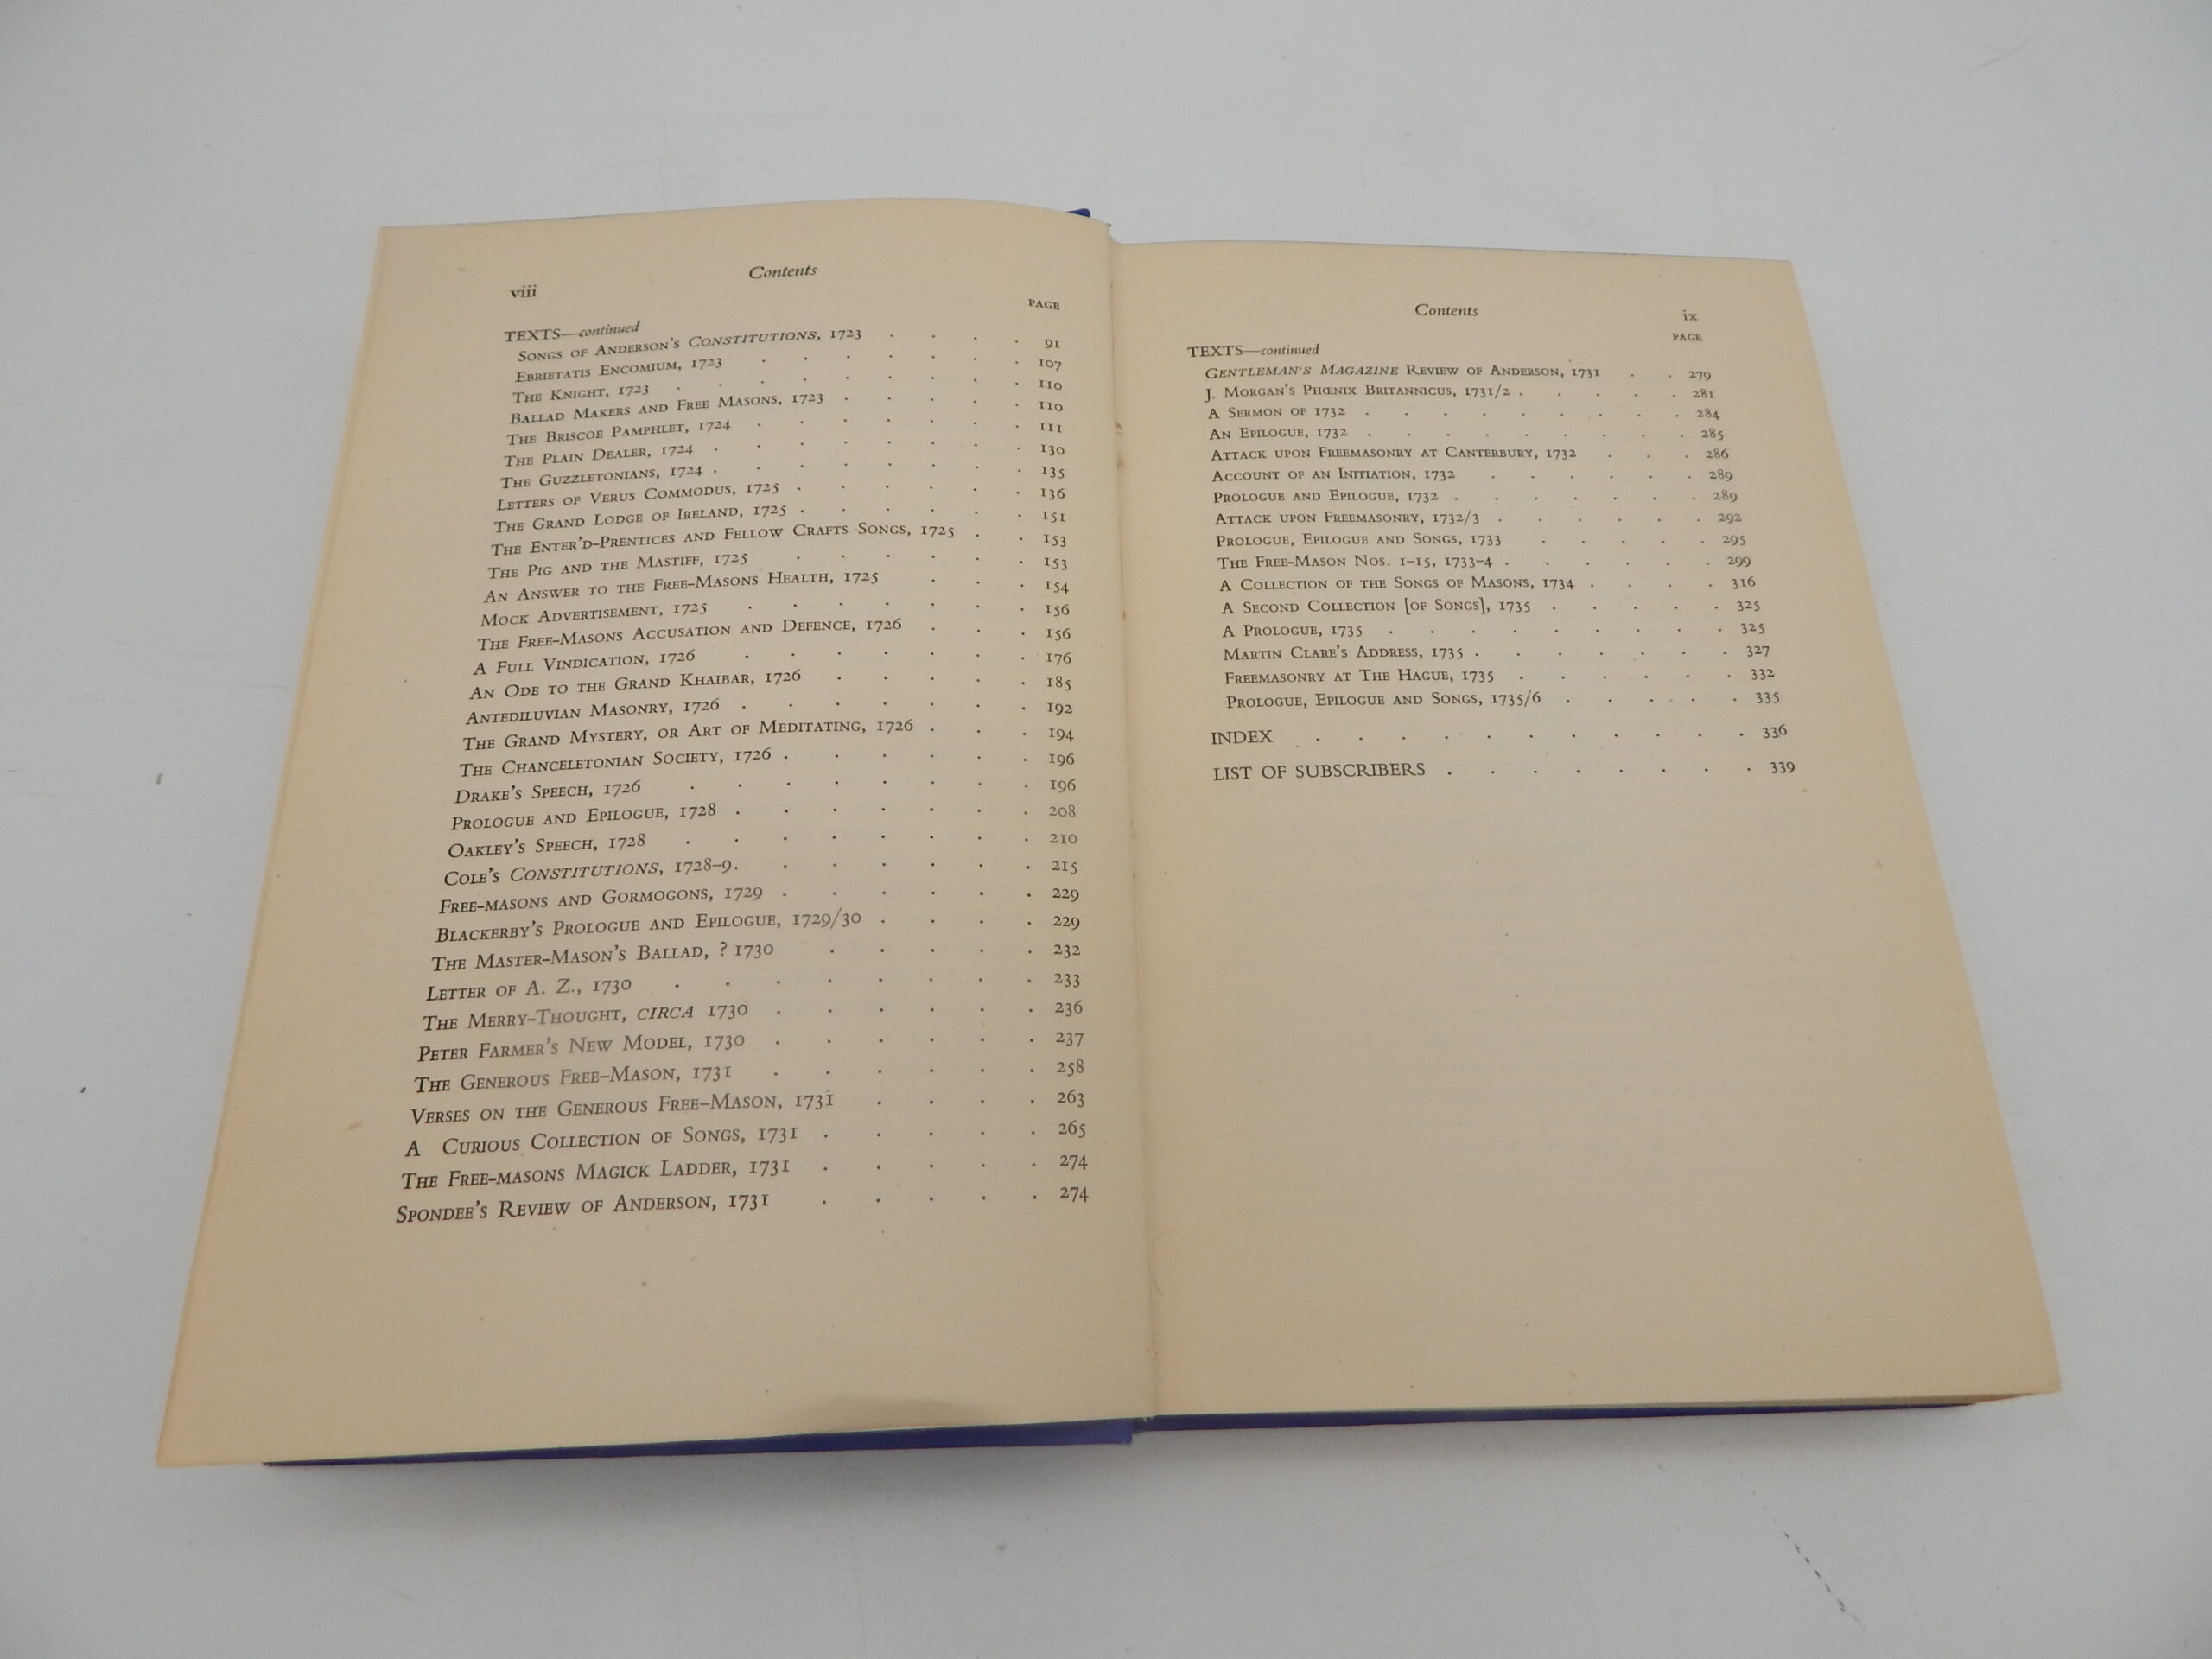 viii
Contents
PAGE
TEXTS—continued
SONGS OF ANDERSON'S CONSTITUTIONS, 1723 . . . . 91
EBRIETATIS ENCOMIUM, 1723 . . . . . . . 107
THE KNIGHT, 1723 . . . . . . . . 110
BALLAD MAKERS AND FREE MASONS, 1723 . . . . . 110
THE BRISCOE PAMPHLET, 1724 . . . . . . . 111
THE PLAIN DEALER, 1724 . . . . . . . 130
THE GUZZLETONIANS, 1724 . . . . . . . . 135
LETTERS OF VERUS COMMODUS, 1725 . . . . . . 136
THE GRAND LODGE OF IRELAND, 1725 . . . . . . 151
THE ENTER'D-PRENTICES AND FELLOW CRAFTS SONGS, 1725 . . 153
THE PIG AND THE MASTIFF, 1725 . . . . . . 153
AN ANSWER TO THE FREE-MASONS HEALTH, 1725 . . . 154
MOCK ADVERTISEMENT, 1725 . . . . . . . 156
THE FREE-MASONS ACCUSATION AND DEFENCE, 1726 . . . 156
A FULL VINDICATION, 1726 . . . . . . . 176
AN ODE TO THE GRAND KHAIBAR, 1726 . . . . . 185
ANTEDILUVIAN MASONRY, 1726 . . . . . . . 192
THE GRAND MYSTERY, OR ART OF MEDITATING, 1726 . . . 194
THE CHANCELETONIAN SOCIETY, 1726 . . . . . . 196
DRAKE'S SPEECH, 1726 . . . . . . . . 196
PROLOGUE AND EPILOGUE, 1728 . . . . . . . 208
OAKLEY'S SPEECH, 1728 . . . . . . . . 210
COLE'S CONSTITUTIONS, 1728-9. . . . . . . 215
FREE-MASONS AND GORMOGONS, 1729 . . . . . . 229
BLACKERBY'S PROLOGUE AND EPILOGUE, 1729/30 . . . . 229
THE MASTER-MASON'S BALLAD, ? 1730 . . . . . 232
LETTER OF A. Z., 1730 . . . . . . . . 233
THE MERRY-THOUGHT, CIRCA 1730 . . . . . . 236
PETER FARMER'S NEW MODEL, 1730 . . . . . . 237
THE GENEROUS FREE-MASON, 1731 . . . . . . 258
VERSES ON THE GENEROUS FREE-MASON, 1731 . . . . 263
A CURIOUS COLLECTION OF SONGS, 1731 . . . . . 265
THE FREE-MASONS MAGICK LADDER, 1731 . . . . . 274
SPONDEE'S REVIEW OF ANDERSON, 1731 . . . . . 274
Contents
ix
PAGE
TEXTS—continued
GENTLEMAN'S MAGAZINE REVIEW OF ANDERSON, 1731 . . 279
J. MORGAN'S PHŒNIX BRITANNICUS, 1731/2 . . . . . 281
A SERMON OF 1732 . . . . . . . . . 284
AN EPILOGUE, 1732 . . . . . . . . . 285
ATTACK UPON FREEMASONRY AT CANTERBURY, 1732 . . . 286
ACCOUNT OF AN INITIATION, 1732 . . . . . . 289
PROLOGUE AND EPILOGUE, 1732 . . . . . . . 289
ATTACK UPON FREEMASONRY, 1732/3 . . . . . . 292
PROLOGUE, EPILOGUE AND SONGS, 1733 . . . . . 295
THE FREE-MASON NOS. 1-15, 1733-4 . . . . . . 299
A COLLECTION OF THE SONGS OF MASONS, 1734 . . . . 316
A SECOND COLLECTION [OF SONGS], 1735 . . . . . 325
A PROLOGUE, 1735 . . . . . . . . . 325
MARTIN CLARE'S ADDRESS, 1735 . . . . . . . 327
FREEMASONRY AT THE HAGUE, 1735 . . . . . . 332
PROLOGUE, EPILOGUE AND SONGS, 1735/6 . . . . . 335
INDEX . . . . . . . . . . . 336
LIST OF SUBSCRIBERS . . . . . . . . 339